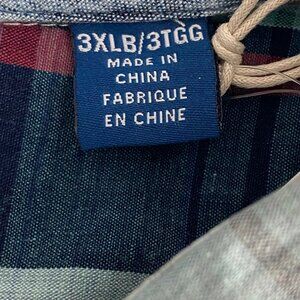 3XLB/3TGG
MADE IN
CHINA
FABRIQUE
EN CHINE